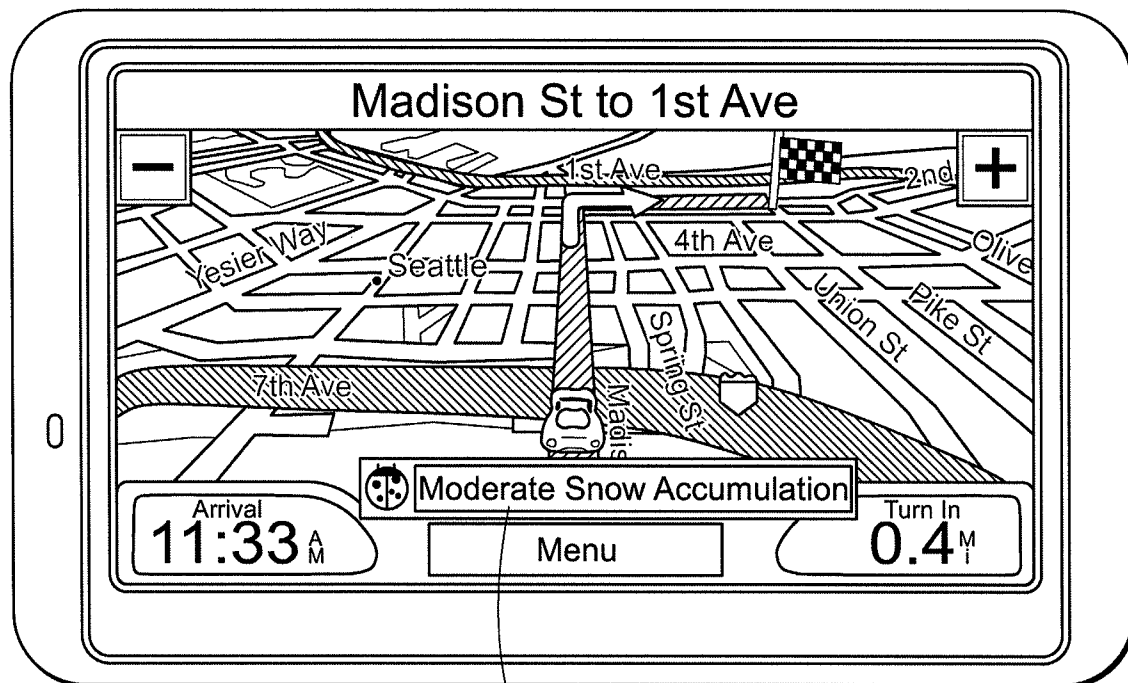 Madison St to 1st Ave
−
+
1st Ave
2nd
4th Ave
Yesier Way
Seattle
Olive
Pike St
Union St
Spring St
7th Ave
Madis
Moderate Snow Accumulation
Arrival
11:33 AM
Menu
Turn In
0.4 Mi